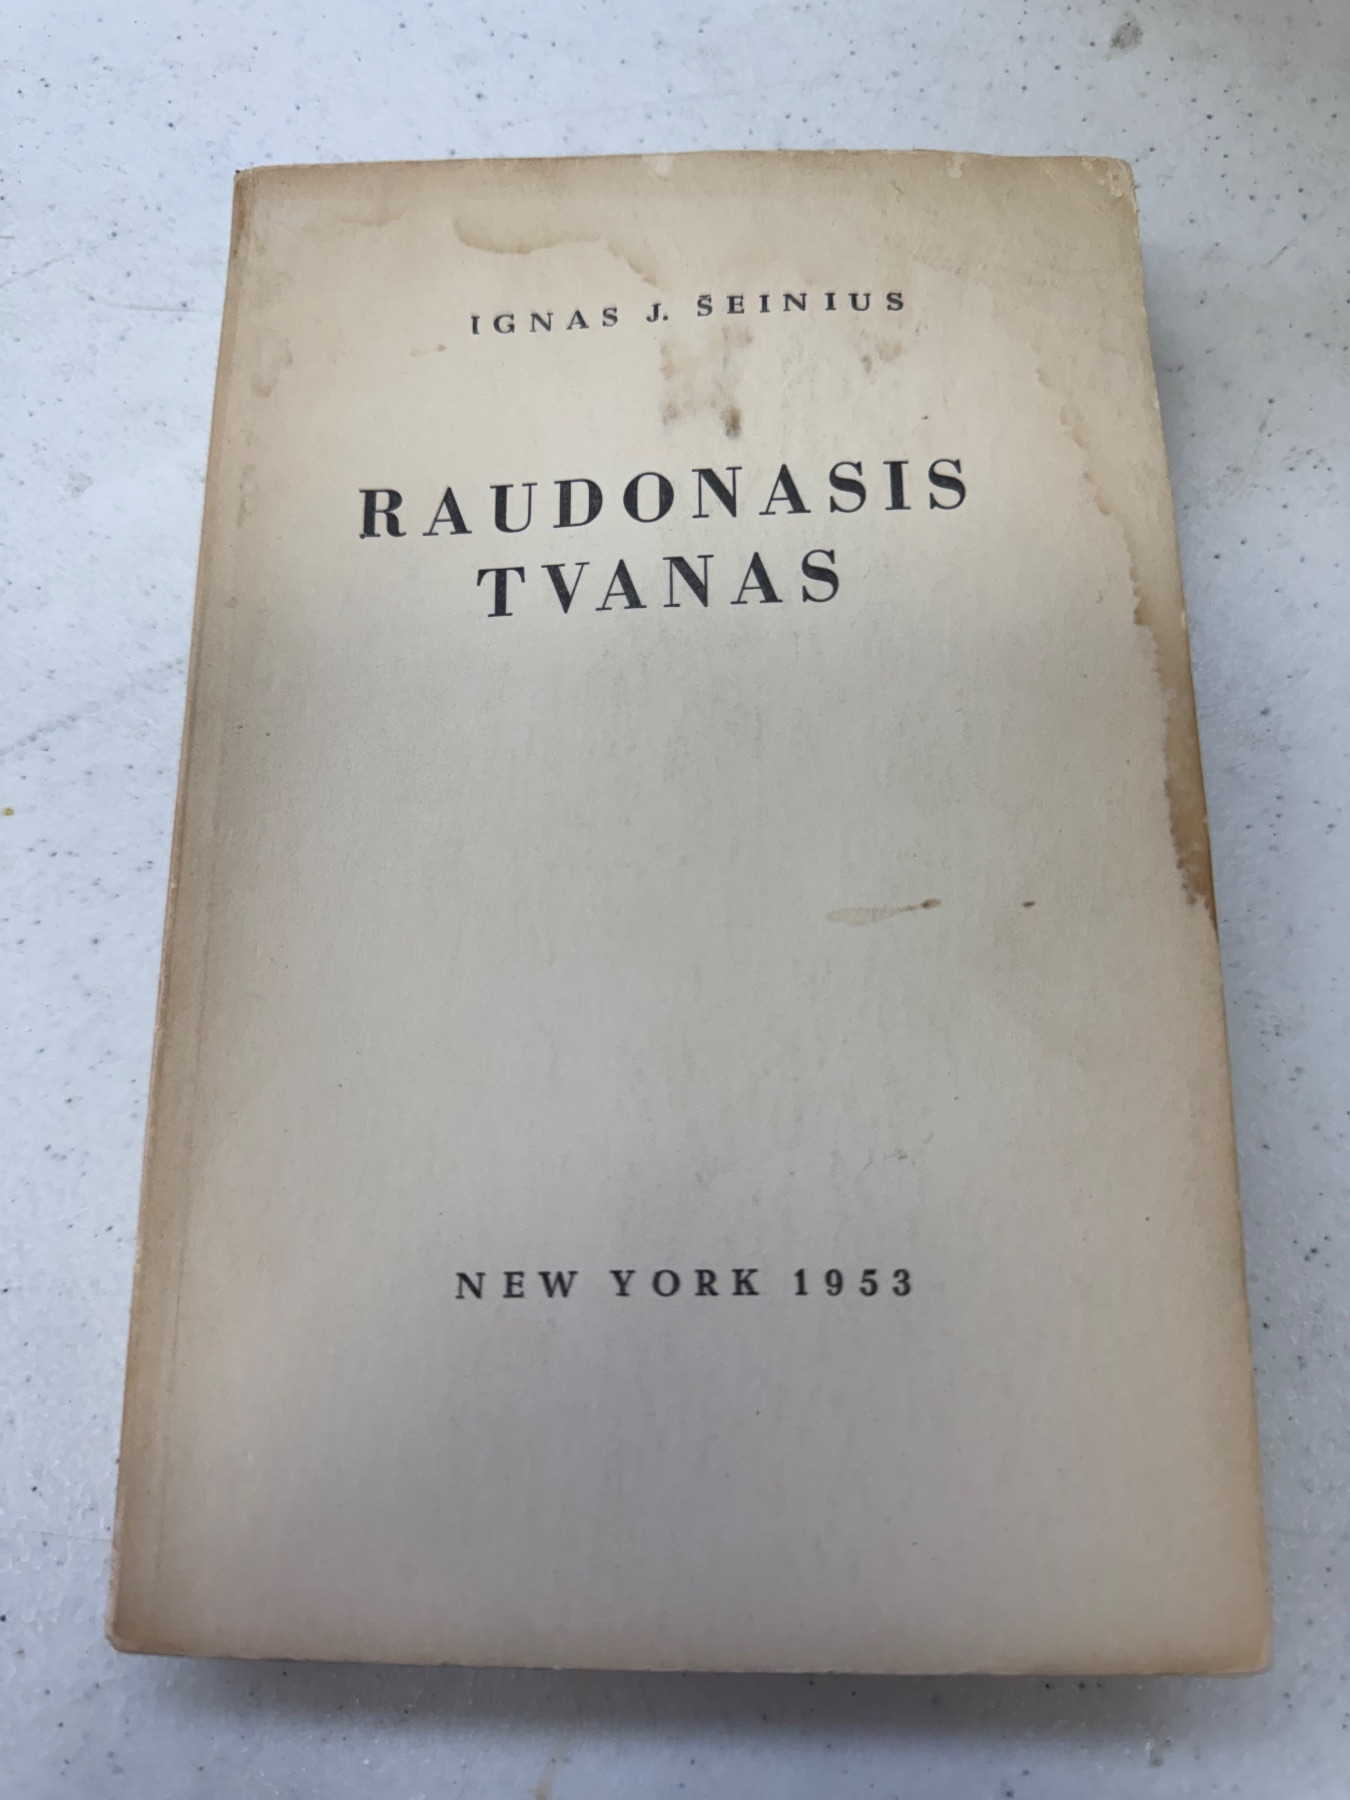 IGNAS J. ŠEINIUS
RAUDONASIS
TVANAS
NEW YORK 1953